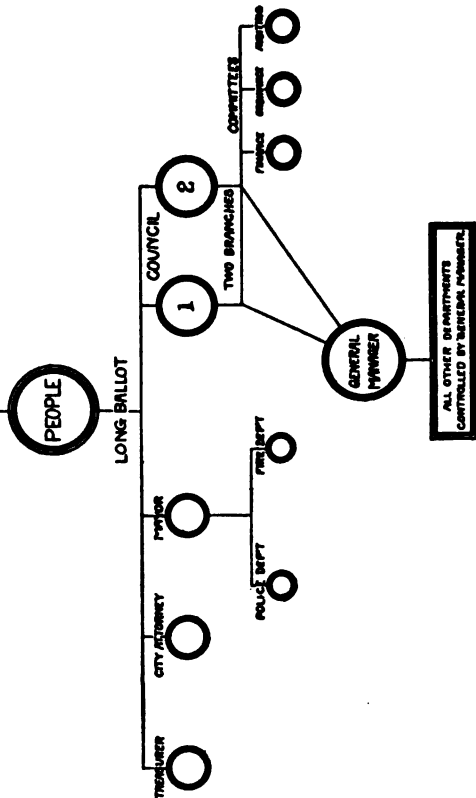 PEOPLE
LONG BALLOT
TREASURER
CITY ATTORNEY
MAYOR
COUNCIL
1
2
TWO BRANCHES
COMMITTEES
FINANCE
AUDITING
POLICE DEPT
FIRE DEPT
GENERAL
MANAGER
ALL OTHER DEPARTMENTS
CONTROLLED BY GENERAL MANAGER.